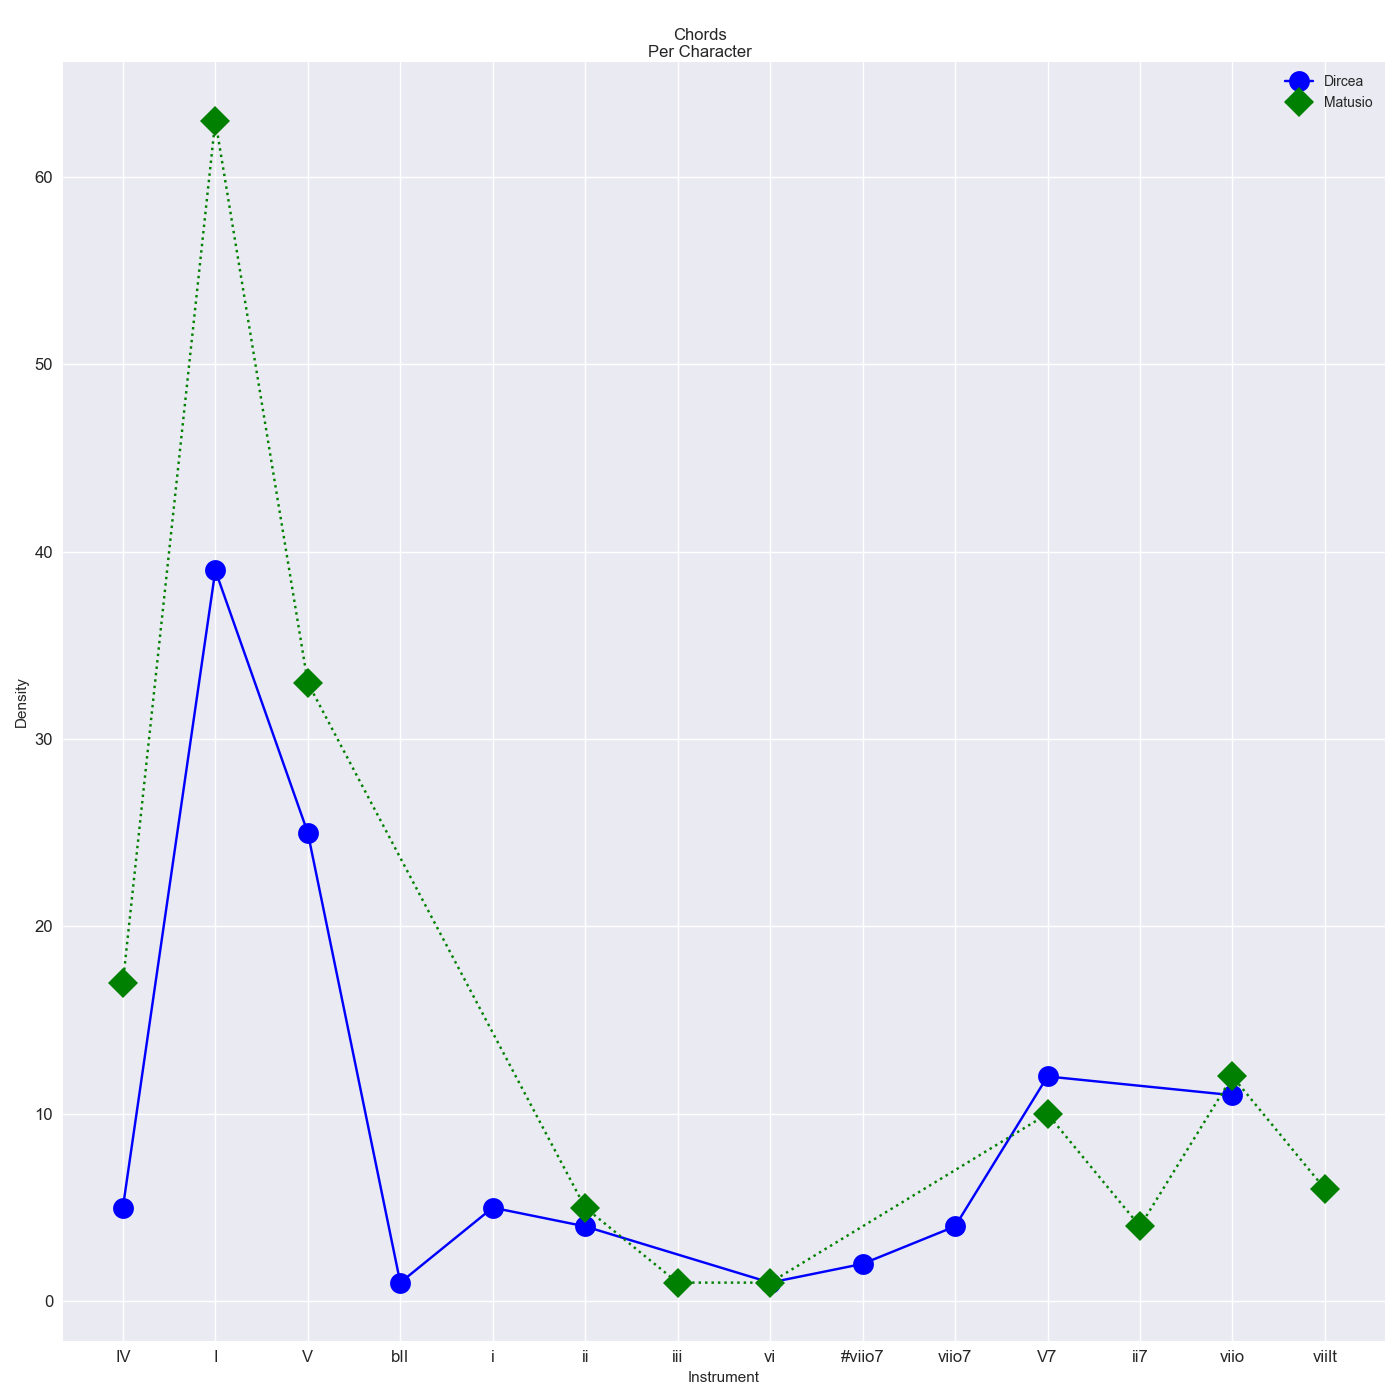 Chords
Per Character
Dircea
Matusio
60
50
40
30
20
10
0
Density
IV I V bII i ii iii vi #viio7 viio7 V7 ii7 viio viiIt
Instrument